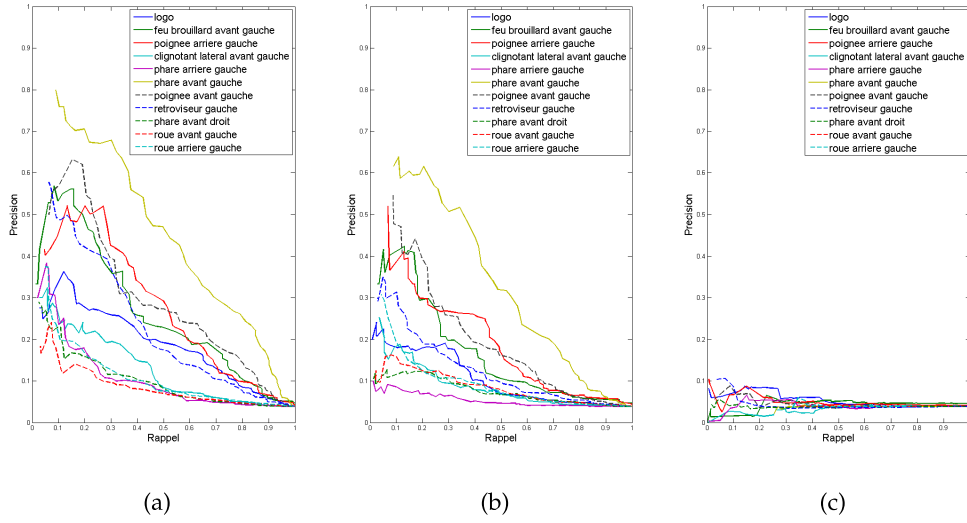 1
0.9
0.8
0.7
0.6
0.5
0.4
0.3
0.2
0.1
0
Precision
0 0.1 0.2 0.3 0.4 0.5 0.6 0.7 0.8 0.9 1
Rappel
logo
feu brouillard avant gauche
poignee arriere gauche
clignotant lateral avant gauche
phare arriere gauche
phare avant gauche
poignee avant gauche
retroviseur gauche
phare avant droit
roue avant gauche
roue arriere gauche
(a)
1
0.9
0.8
0.7
0.6
0.5
0.4
0.3
0.2
0.1
0
Precision
0 0.1 0.2 0.3 0.4 0.5 0.6 0.7 0.8 0.9 1
Rappel
logo
feu brouillard avant gauche
poignee arriere gauche
clignotant lateral avant gauche
phare arriere gauche
phare avant gauche
poignee avant gauche
retroviseur gauche
phare avant droit
roue avant gauche
roue arriere gauche
(b)
1
0.9
0.8
0.7
0.6
0.5
0.4
0.3
0.2
0.1
0
Precision
0 0.1 0.2 0.3 0.4 0.5 0.6 0.7 0.8 0.9
Rappel
logo
feu brouillard avant gauche
poignee arriere gauche
clignotant lateral avant gauche
phare arriere gauche
phare avant gauche
poignee avant gauche
retroviseur gauche
phare avant droit
roue avant gauche
roue arriere gauche
(c)